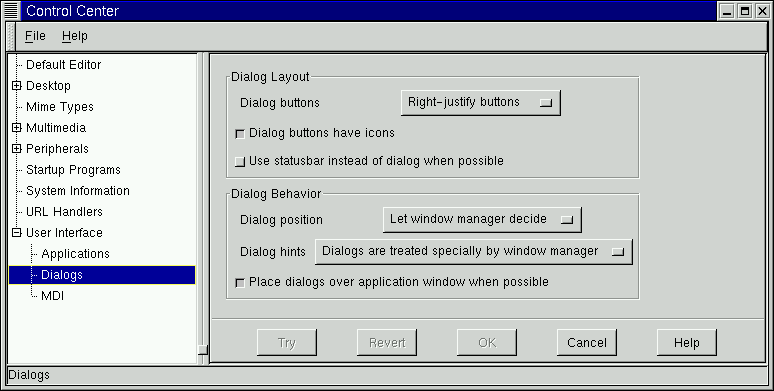 Control Center
File Help
Default Editor
Desktop
Mime Types
Multimedia
Peripherals
Startup Programs
System Information
URL Handlers
User Interface
Applications
Dialogs
MDI
Dialog Layout
Dialog buttons Right-justify buttons
Dialog buttons have icons
Use statusbar instead of dialog when possible
Dialog Behavior
Dialog position Let window manager decide
Dialog hints Dialogs are treated specially by window manager
Place dialogs over application window when possible
Try Revert OK Cancel Help
Dialogs